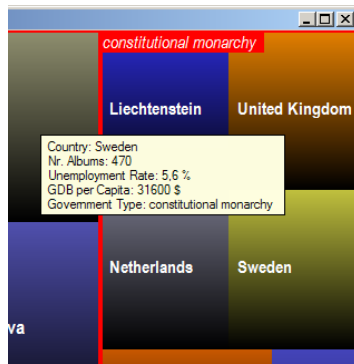 constitutional monarchy
Liechtenstein
United Kingdom
Country: Sweden
Nr. Albums: 470
Unemployment Rate: 5,6 %
GDB per Capita: 31600 $
Government Type: constitutional monarchy
Netherlands
Sweden
va